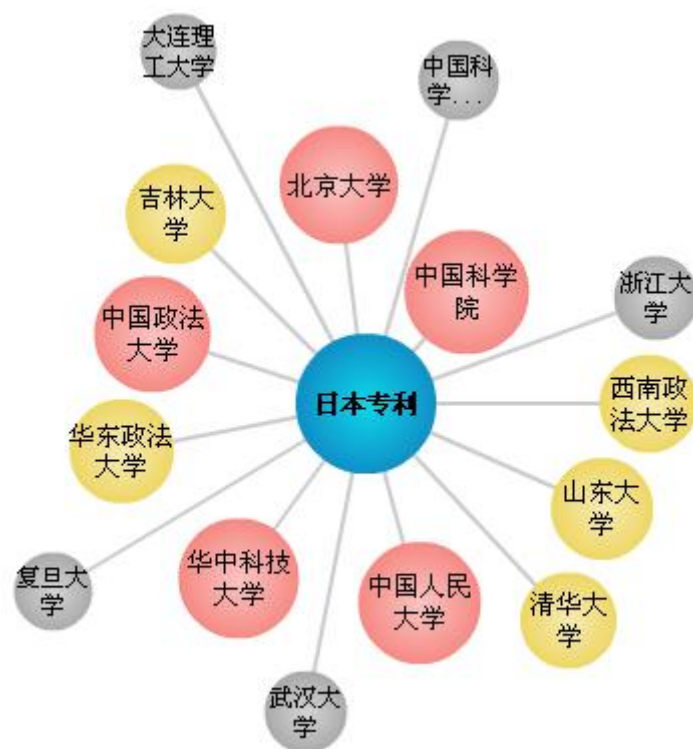 大连理
工大学
中国科
学...
北京大学
吉林大
学
中国科学
院
浙江大
学
中国政法
大学
日本专利
西南政
法大学
华东政法
大学
山东大
学
复旦大
学
华中科技
大学
中国人民
大学
清华大
学
武汉大
学